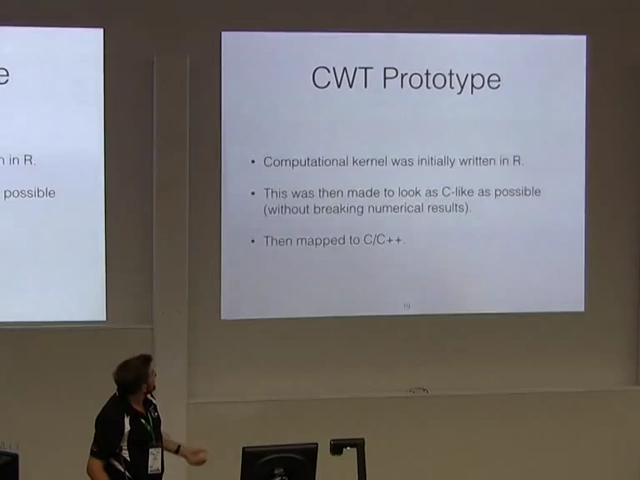 e
n in R.
possible
CWT Prototype
• Computational kernel was initially written in R.
• This was then made to look as C-like as possible
(without breaking numerical results).
• Then mapped to C/C++.
19